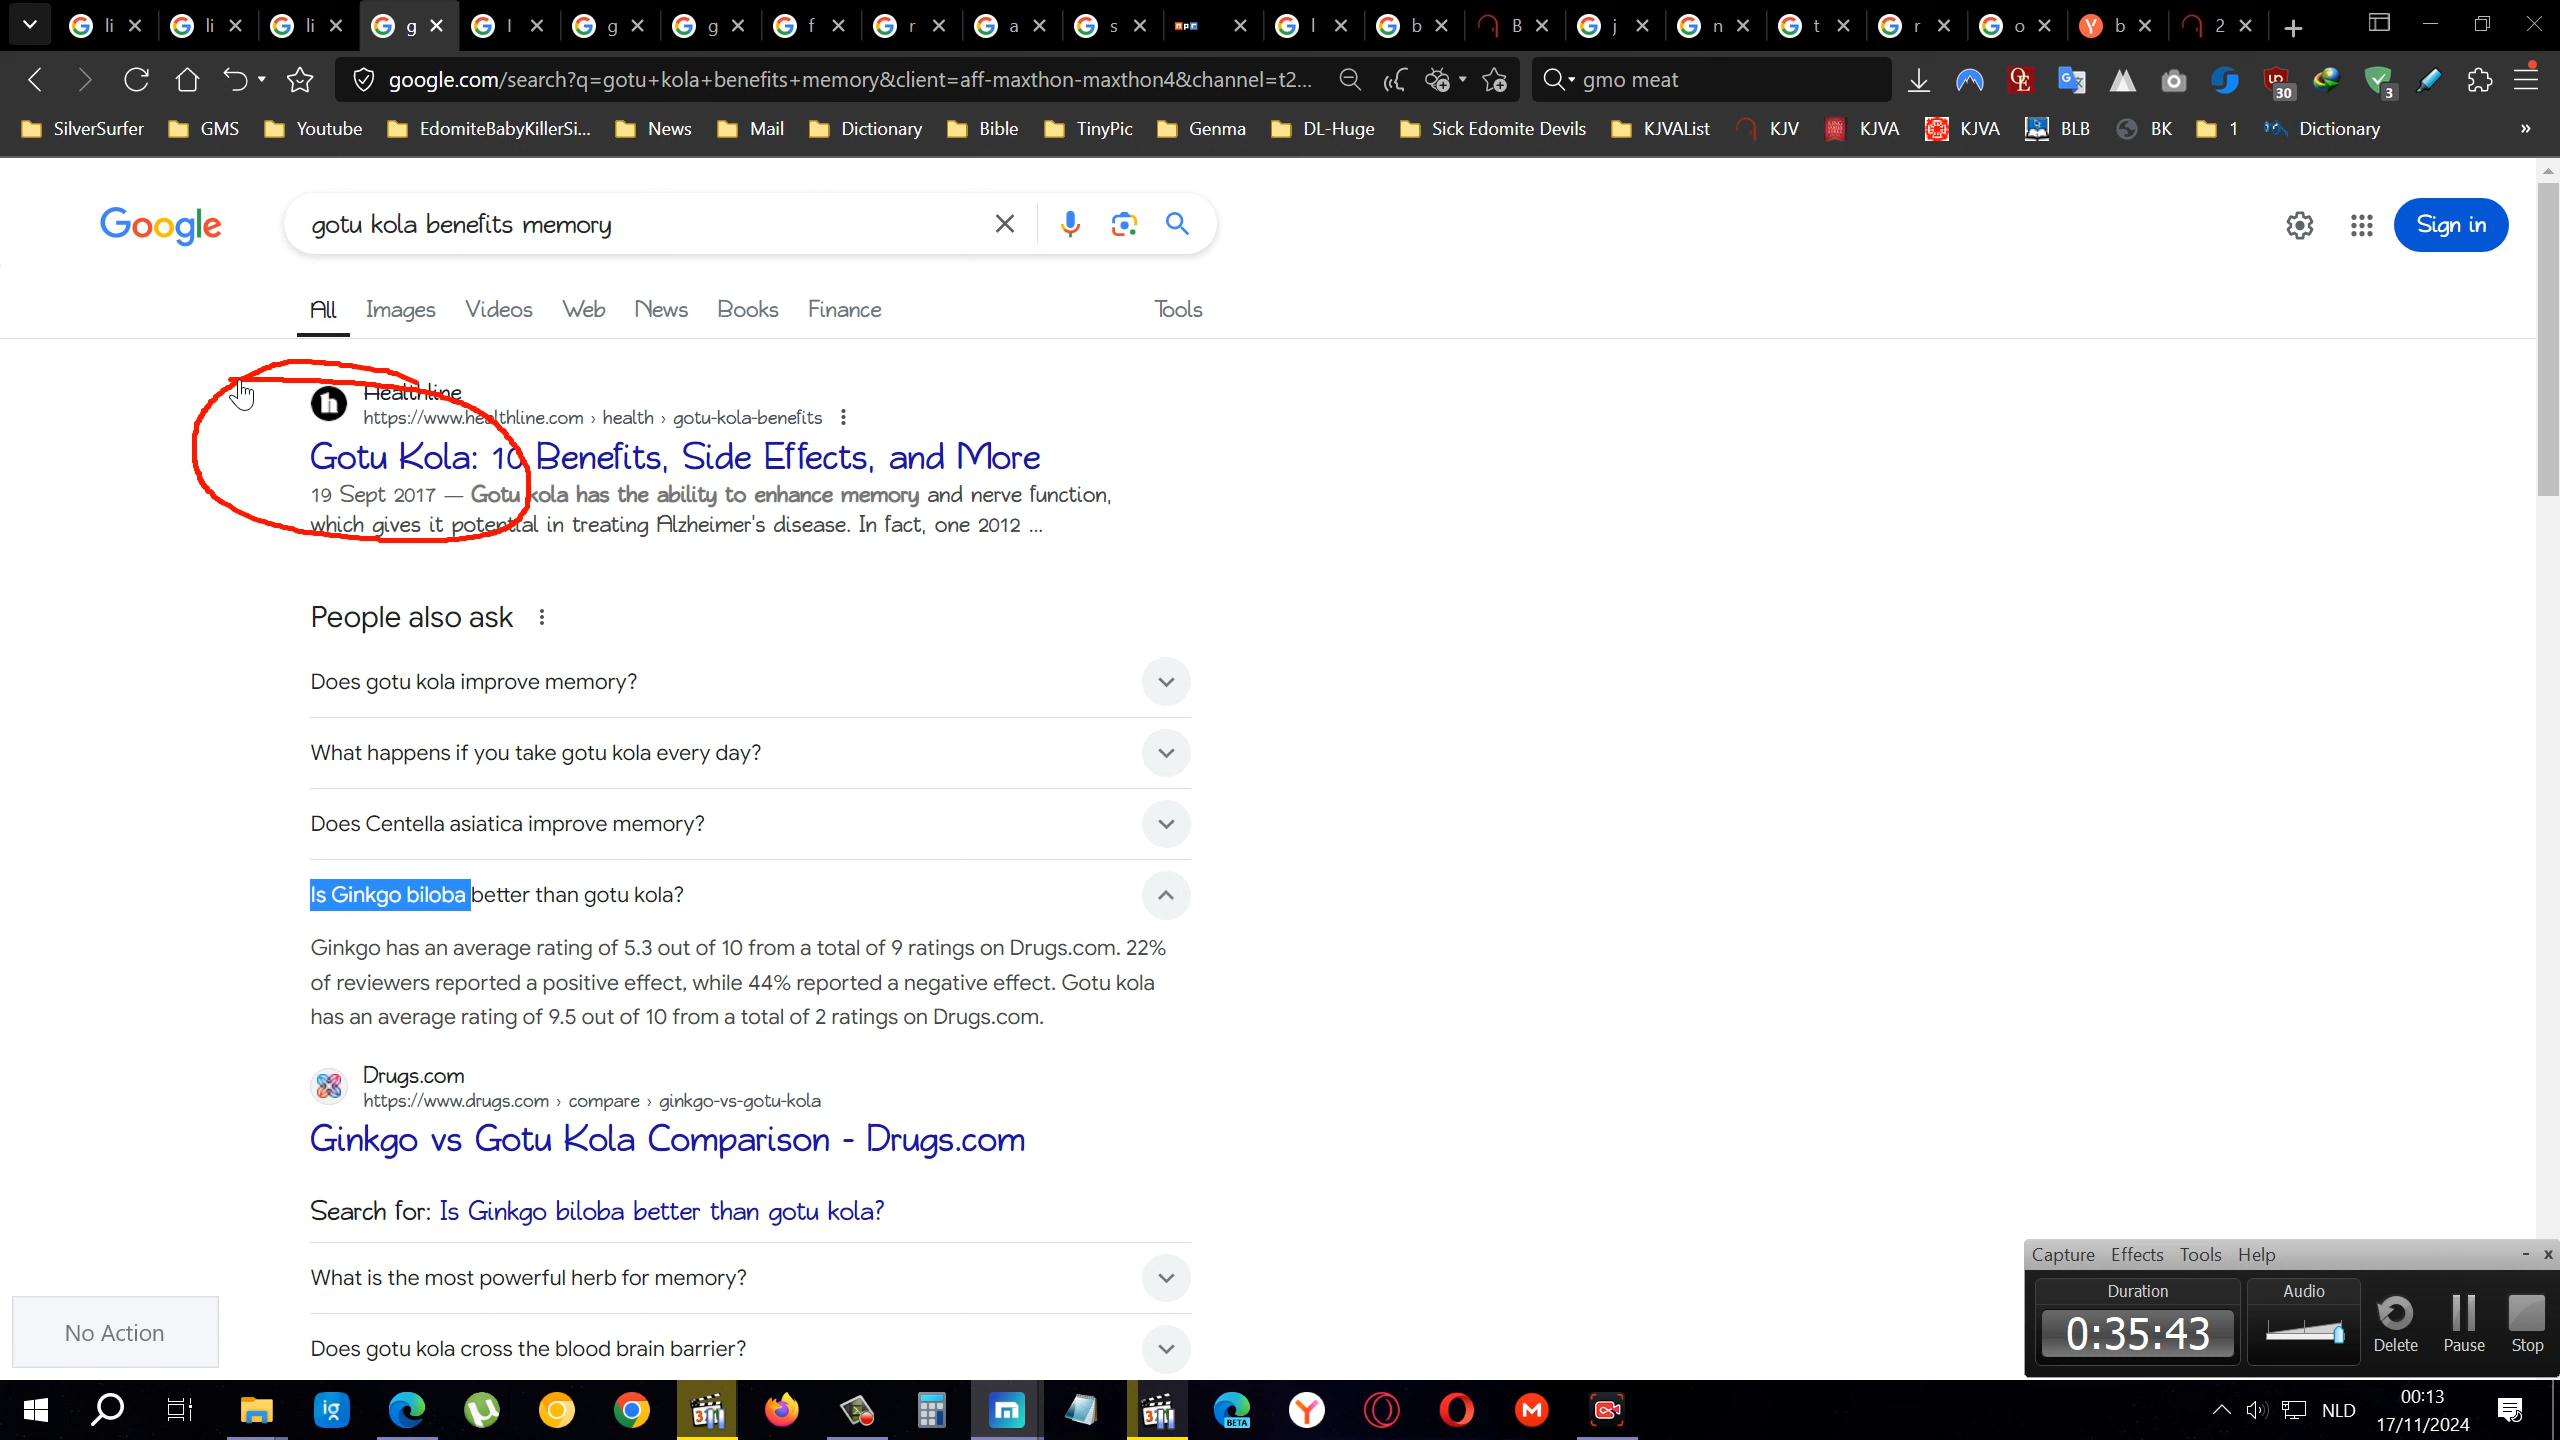 li
li
li
g
l
g
g
f
r
a
s
npm
l
b
B
j
n
t
r
o
b
2
google.com/search?q=gotu+kola+benefits+memory&client=aff-maxthon-maxthon4&channel=t2...
gmo meat
30
3
SilverSurfer
GMS
Youtube
EdomiteBabyKillerSi...
News
Mail
Dictionary
Bible
TinyPic
Genma
DL-Huge
Sick Edomite Devils
KJVAList
KJV
KJVA
KJVA
BLB
BK
1
Dictionary
»
Google
gotu kola benefits memory
Sign in
All
Images
Videos
Web
News
Books
Finance
Tools
Healthline
https://www.healthline.com › health › gotu-kola-benefits
Gotu Kola: 10 Benefits, Side Effects, and More
19 Sept 2017 — Gotu kola has the ability to enhance memory and nerve function,
which gives it potential in treating Alzheimer's disease. In fact, one 2012 ...
People also ask
Does gotu kola improve memory?
What happens if you take gotu kola every day?
Does Centella asiatica improve memory?
Is Ginkgo biloba better than gotu kola?
Ginkgo has an average rating of 5.3 out of 10 from a total of 9 ratings on Drugs.com. 22%
of reviewers reported a positive effect, while 44% reported a negative effect. Gotu kola
has an average rating of 9.5 out of 10 from a total of 2 ratings on Drugs.com.
Drugs.com
https://www.drugs.com › compare › ginkgo-vs-gotu-kola
Ginkgo vs Gotu Kola Comparison - Drugs.com
Search for: Is Ginkgo biloba better than gotu kola?
What is the most powerful herb for memory?
Does gotu kola cross the blood brain barrier?
No Action
Capture Effects Tools Help
Duration
Audio
0:35:43
Delete
Pause
Stop
NLD
00:13
17/11/2024